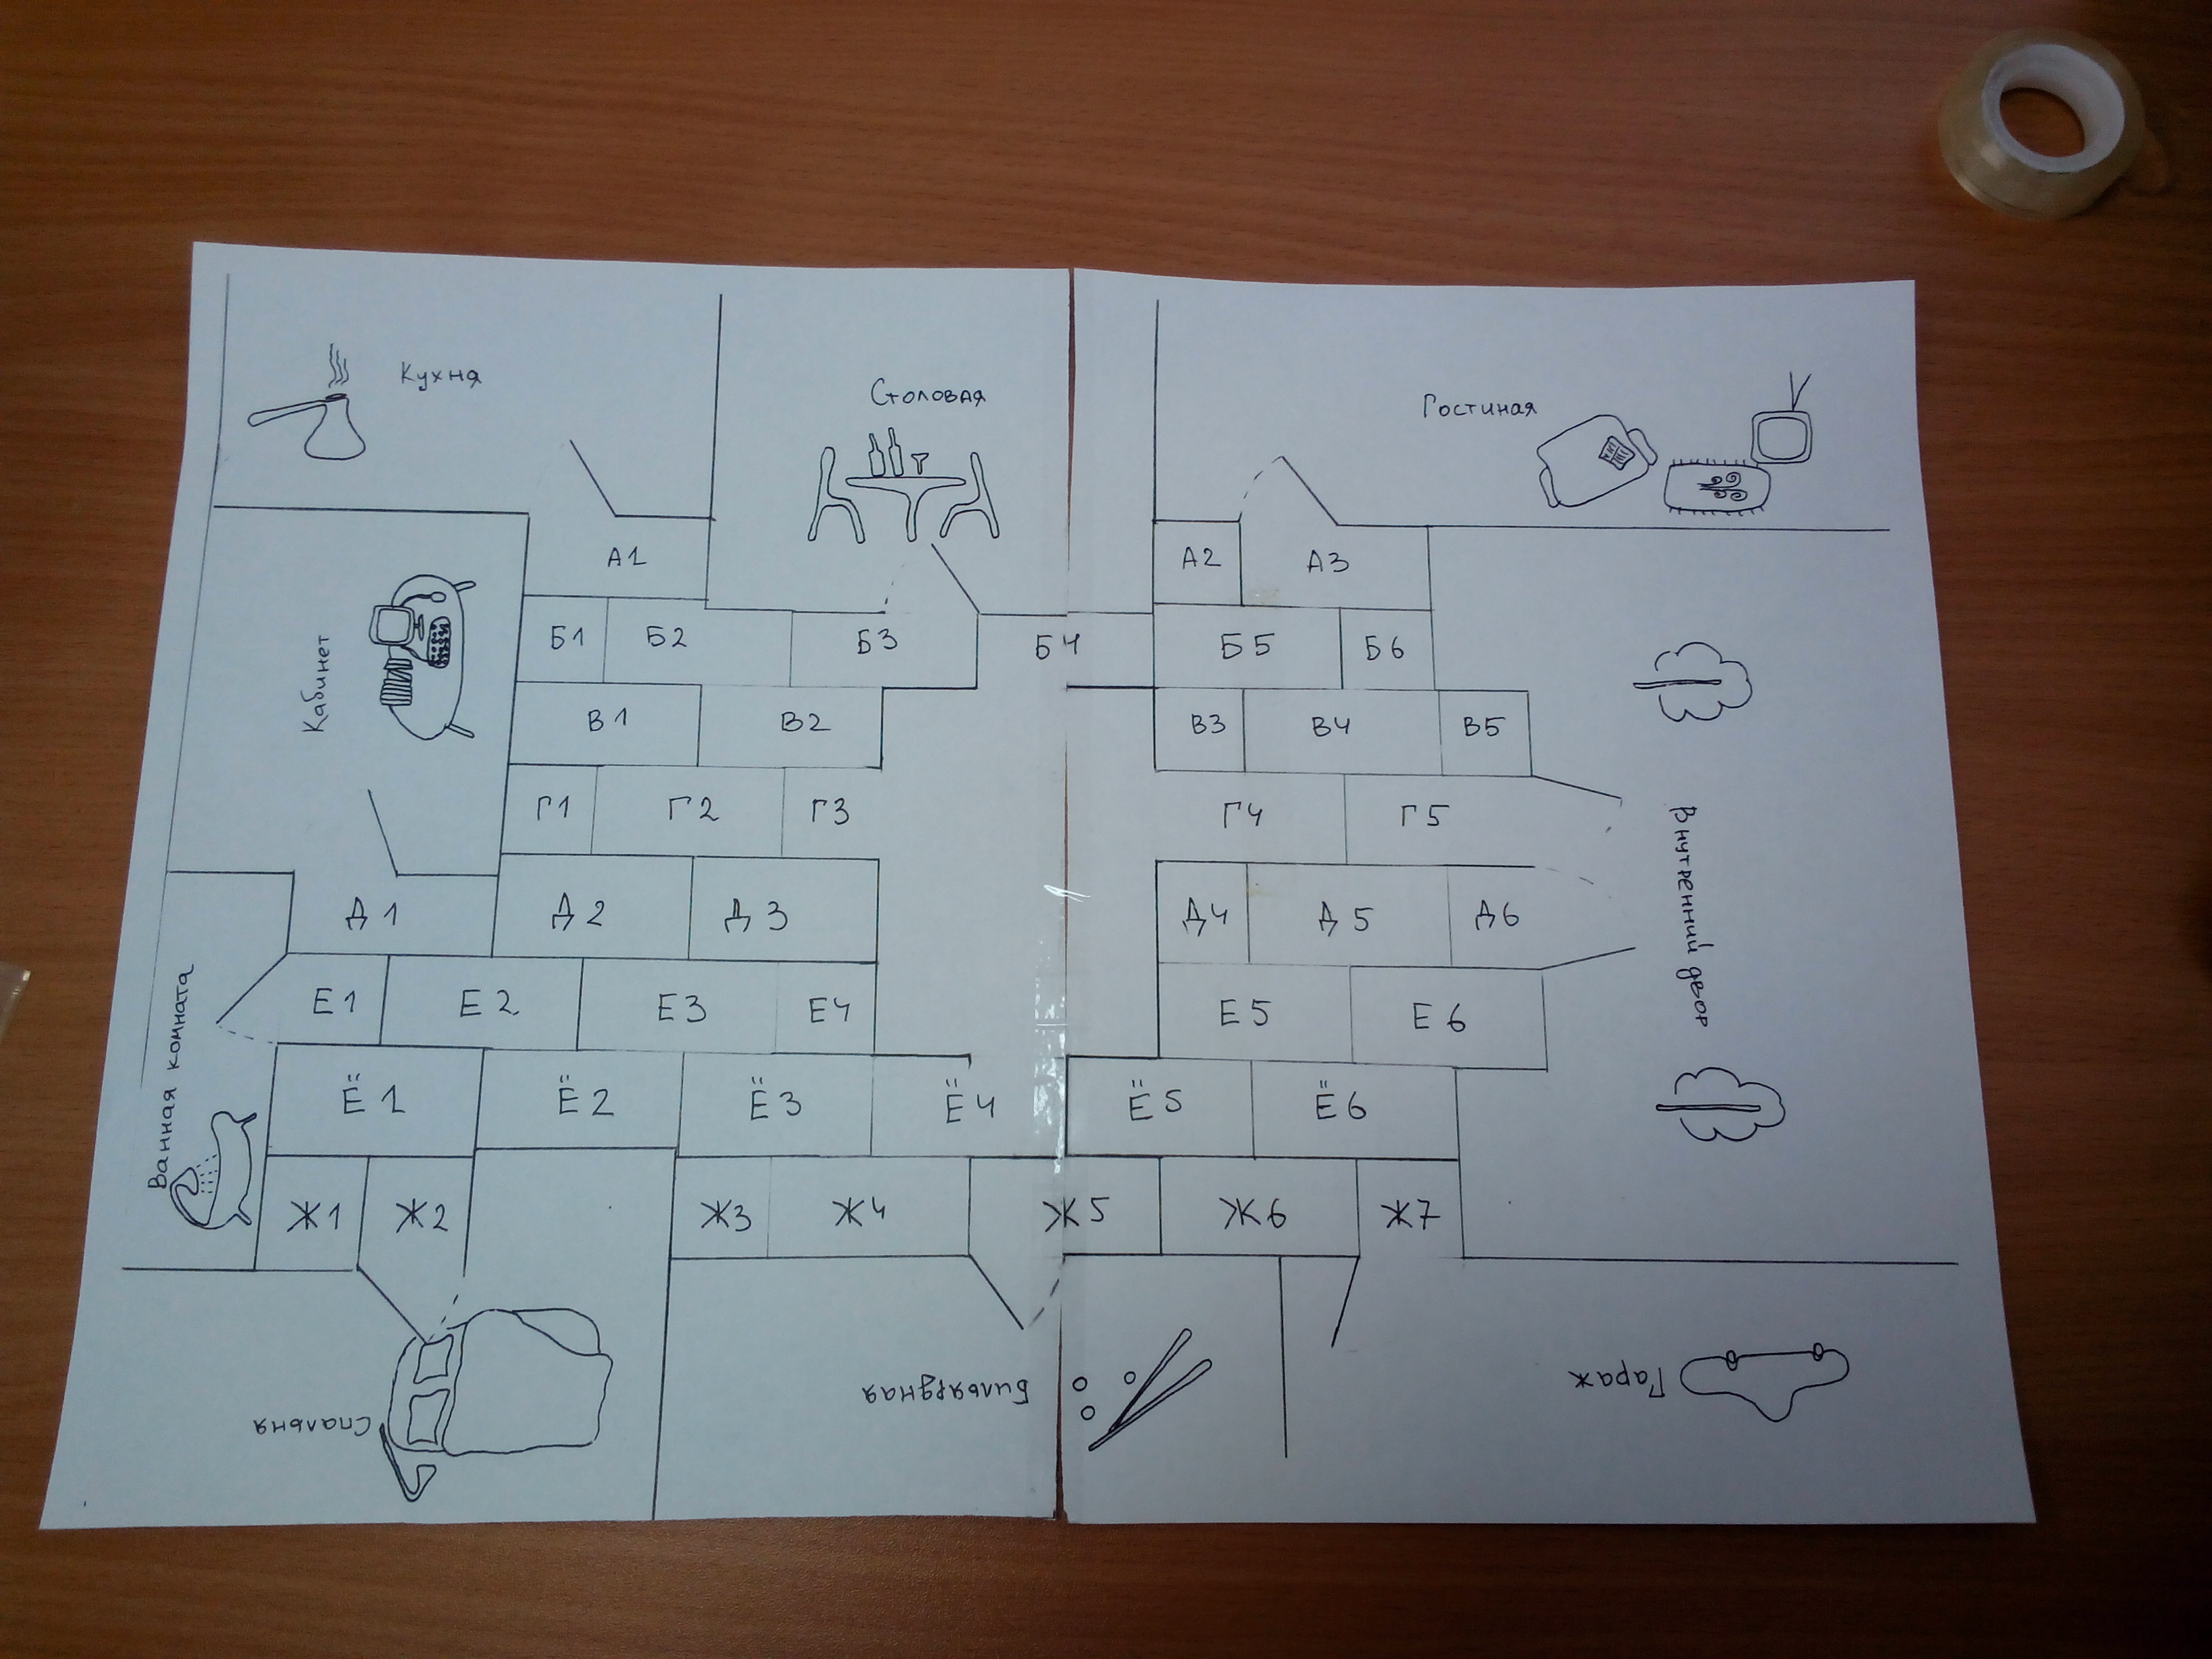 Кухня
Столовая
Гостиная
А1
А2
А3
Б1
Б2
Б3
Б4
Б5
Б6
Кабинет
В1
В2
В3
В4
В5
Г1
Г2
Г3
Г4
Г5
Внутренний двор
Д1
Д2
Д3
Д4
Д5
Д6
Е1
Е2
Е3
Е4
Е5
Е6
Ванная комната
Ё1
Ё2
Ё3
Ё4
Ё5
Ё6
Ж1
Ж2
Ж3
Ж4
Ж5
Ж6
Ж7
Спальня
Бильярдная
Гараж